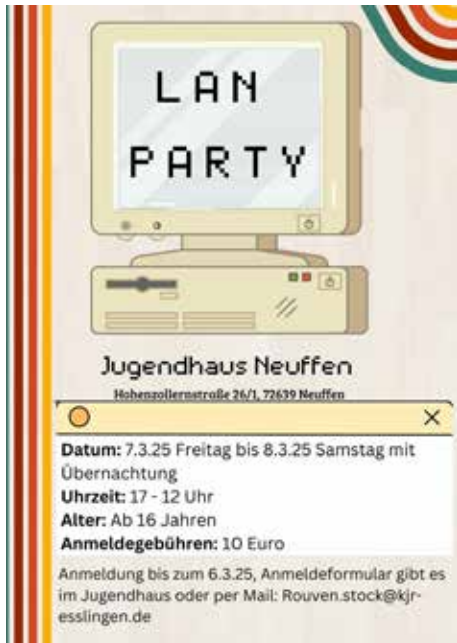 LAN
PARTY
Jugendhaus Neuffen
Hohenzollernstraße 26/1, 72639 Neuffen
Datum: 7.3.25 Freitag bis 8.3.25 Samstag mit
Übernachtung
Uhrzeit: 17 - 12 Uhr
Alter: Ab 16 Jahren
Anmeldegebühren: 10 Euro
Anmeldung bis zum 6.3.25, Anmeldeformular gibt es
im Jugendhaus oder per Mail: Rouven.stock@kjr-
esslingen.de